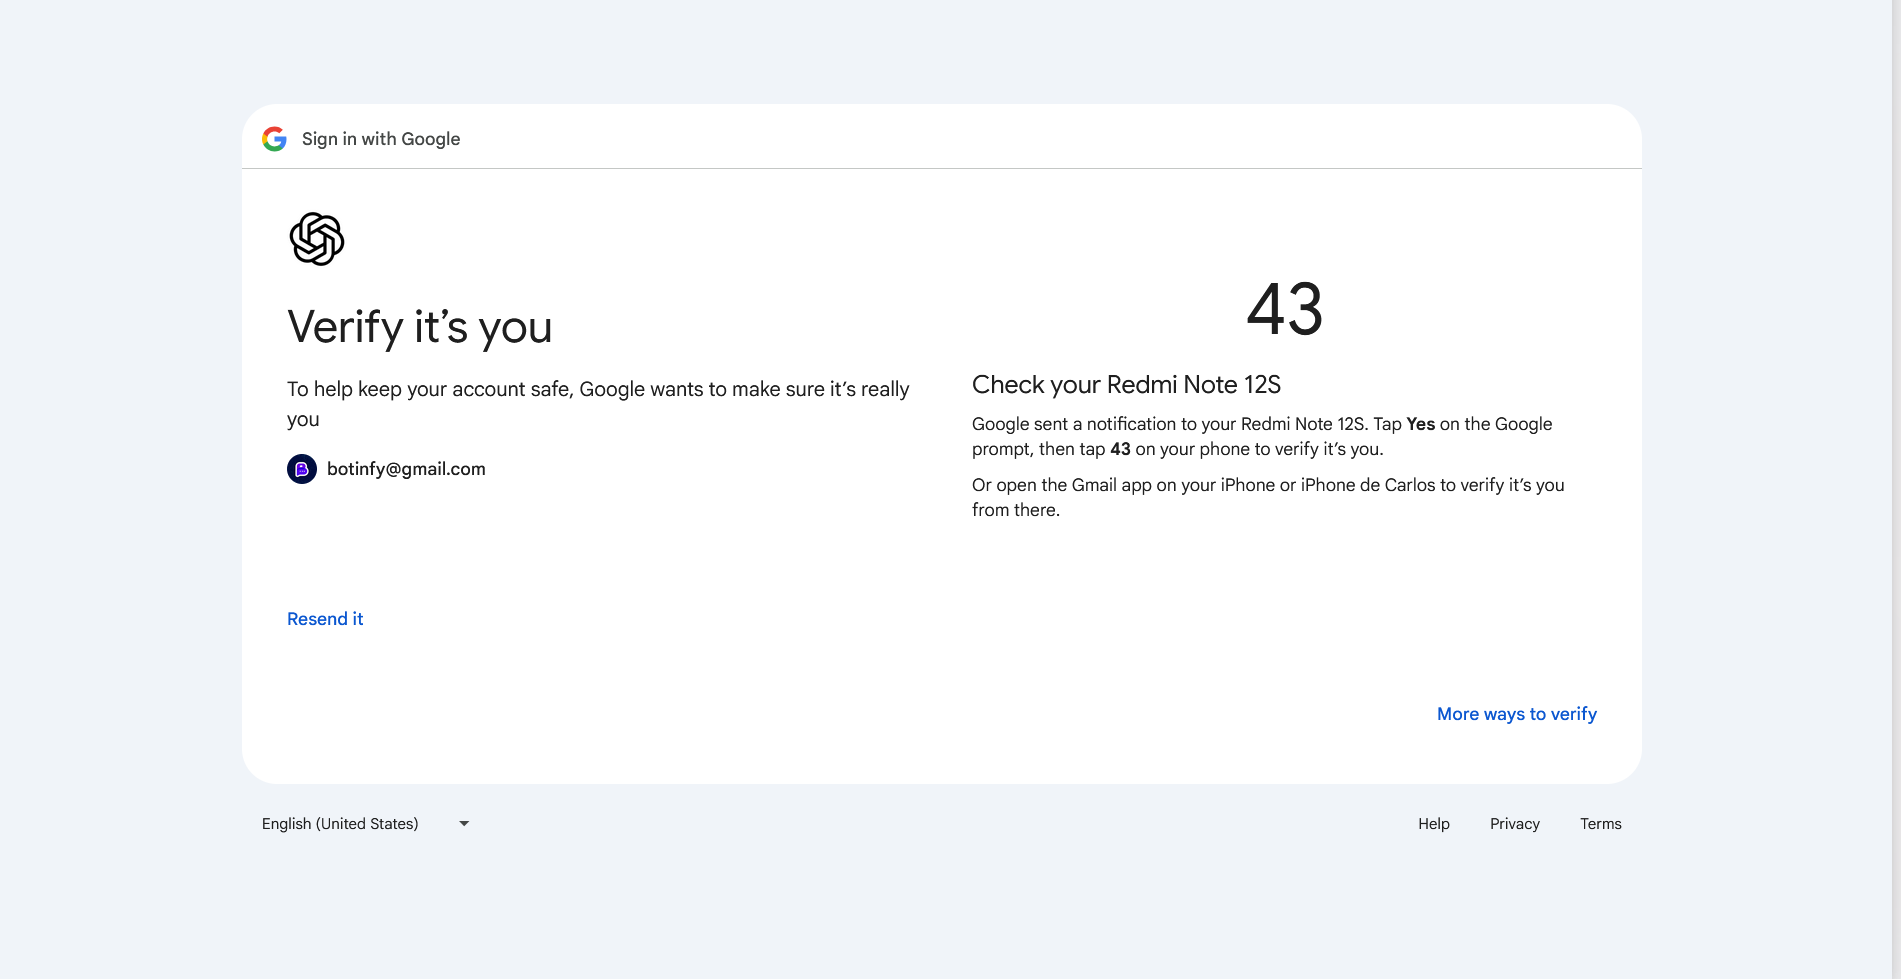 Sign in with Google
Verify it’s you
To help keep your account safe, Google wants to make sure it’s really
you
botinfy@gmail.com
Resend it
43
Check your Redmi Note 12S
Google sent a notification to your Redmi Note 12S. Tap Yes on the Google
prompt, then tap 43 on your phone to verify it’s you.
Or open the Gmail app on your iPhone or iPhone de Carlos to verify it’s you
from there.
More ways to verify
English (United States)
Help
Privacy
Terms